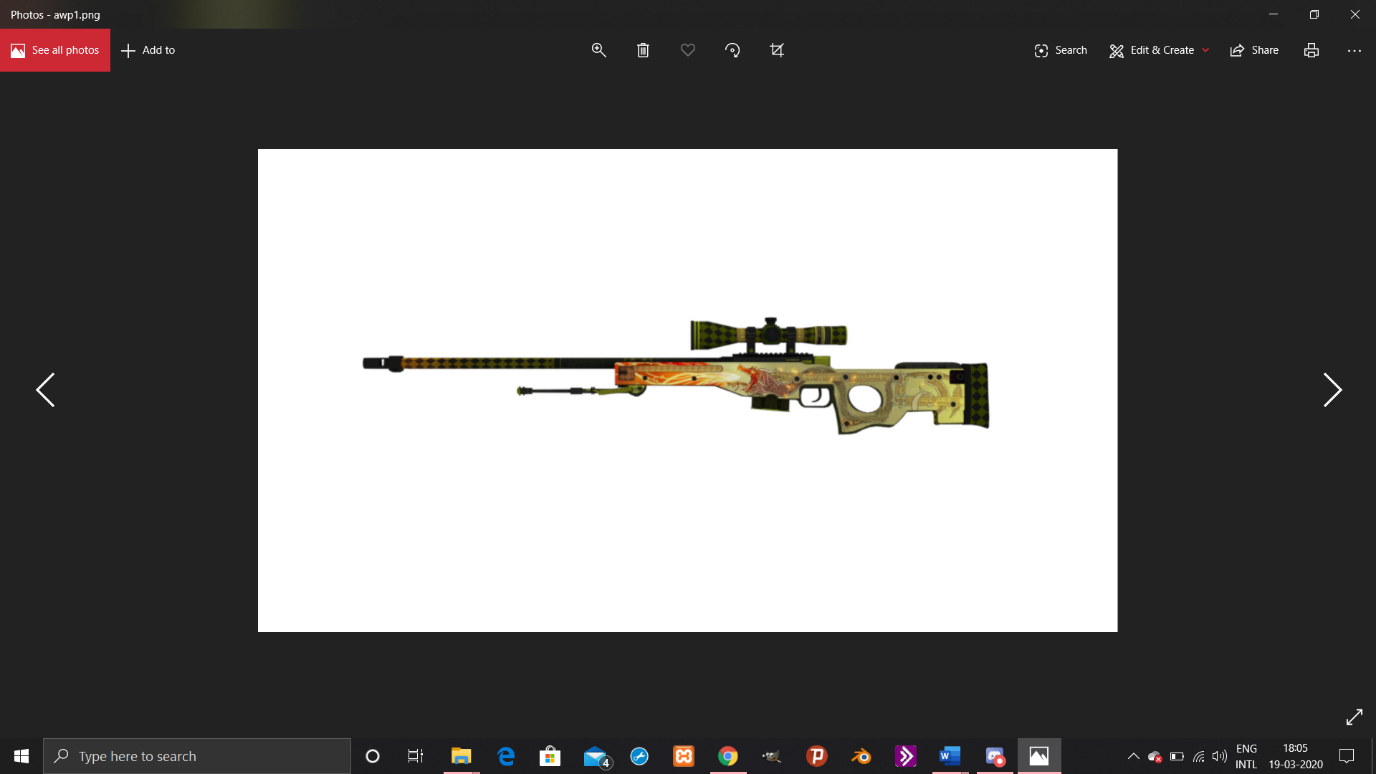 Photos - awp1.png
See all photos
Add to
Search
Edit & Create
Share
Type here to search
4
ENG
INTL
18:05
19-03-2020